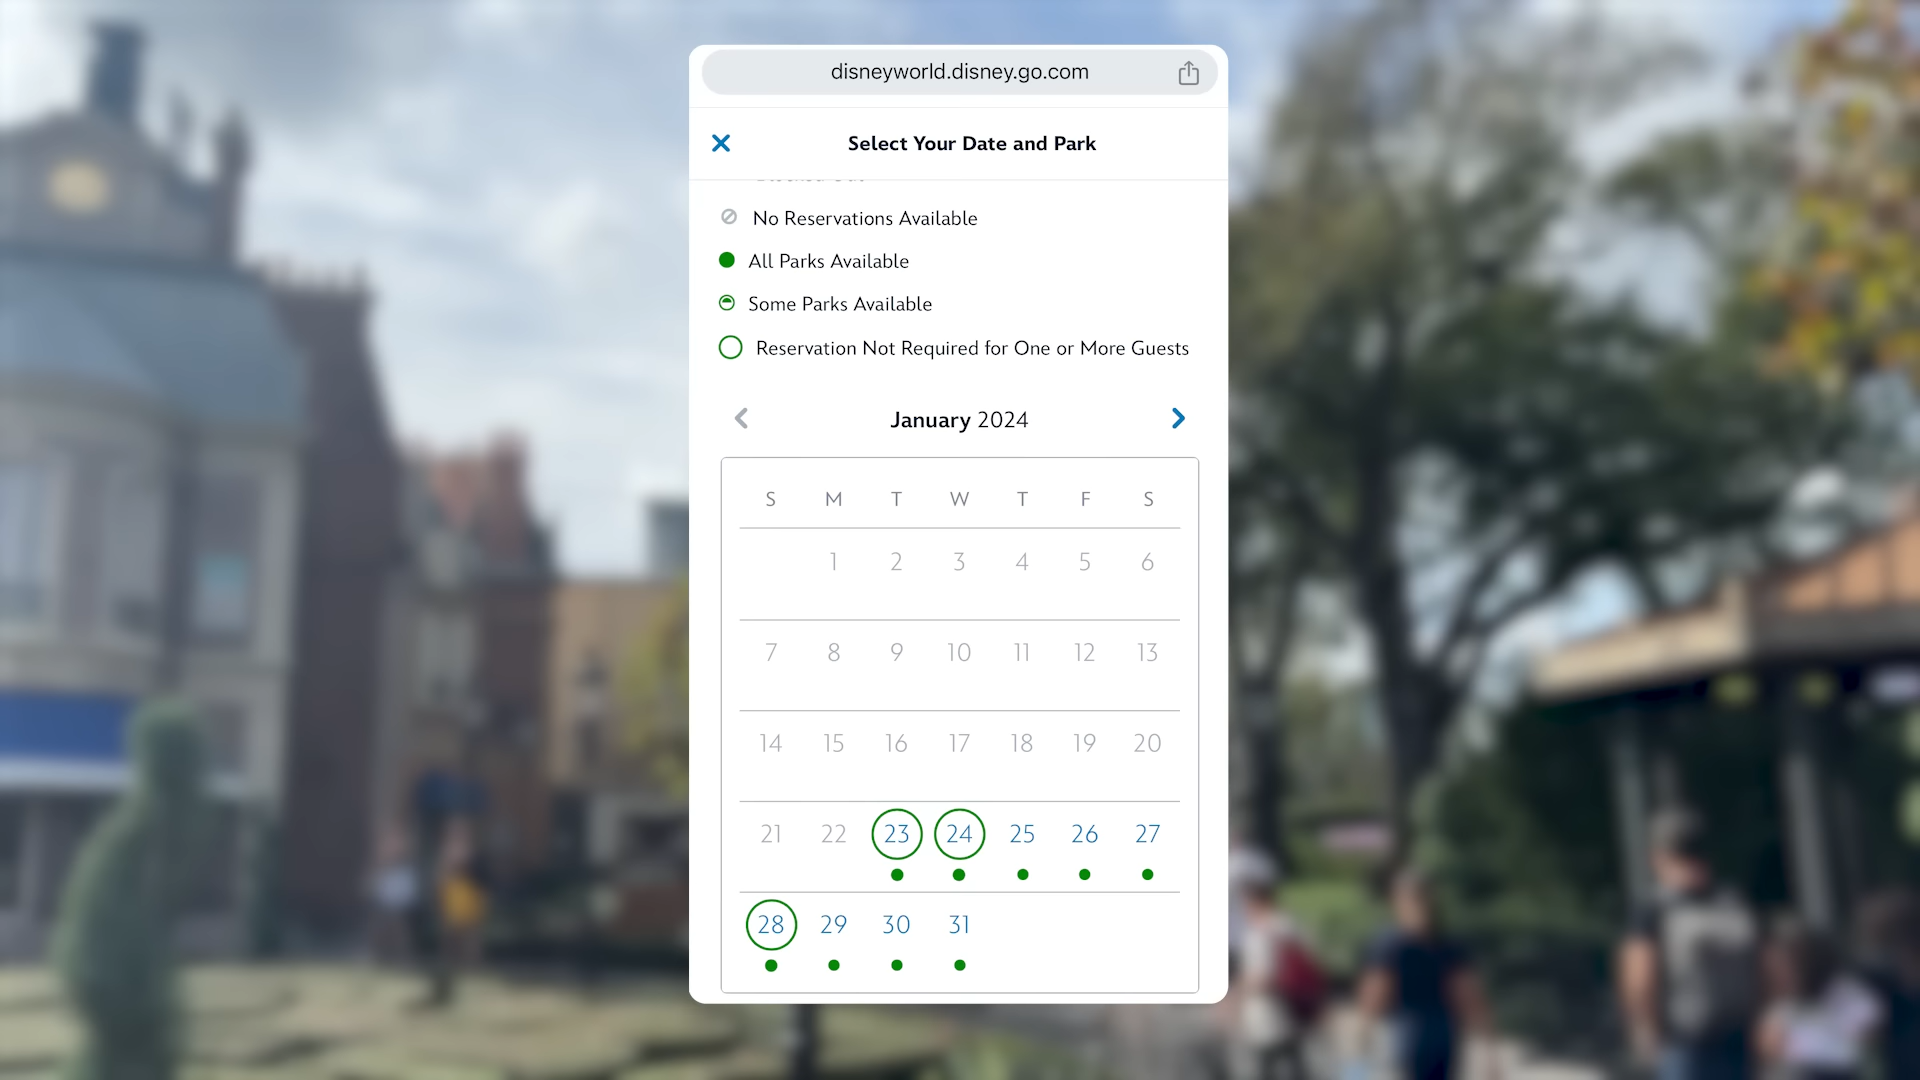 disneyworld.disney.go.com
Select Your Date and Park
No Reservations Available
All Parks Available
Some Parks Available
Reservation Not Required for One or More Guests
January 2024
S M T W T F S
1 2 3 4 5 6
7 8 9 10 11 12 13
14 15 16 17 18 19 20
21 22 23 24 25 26 27
28 29 30 31